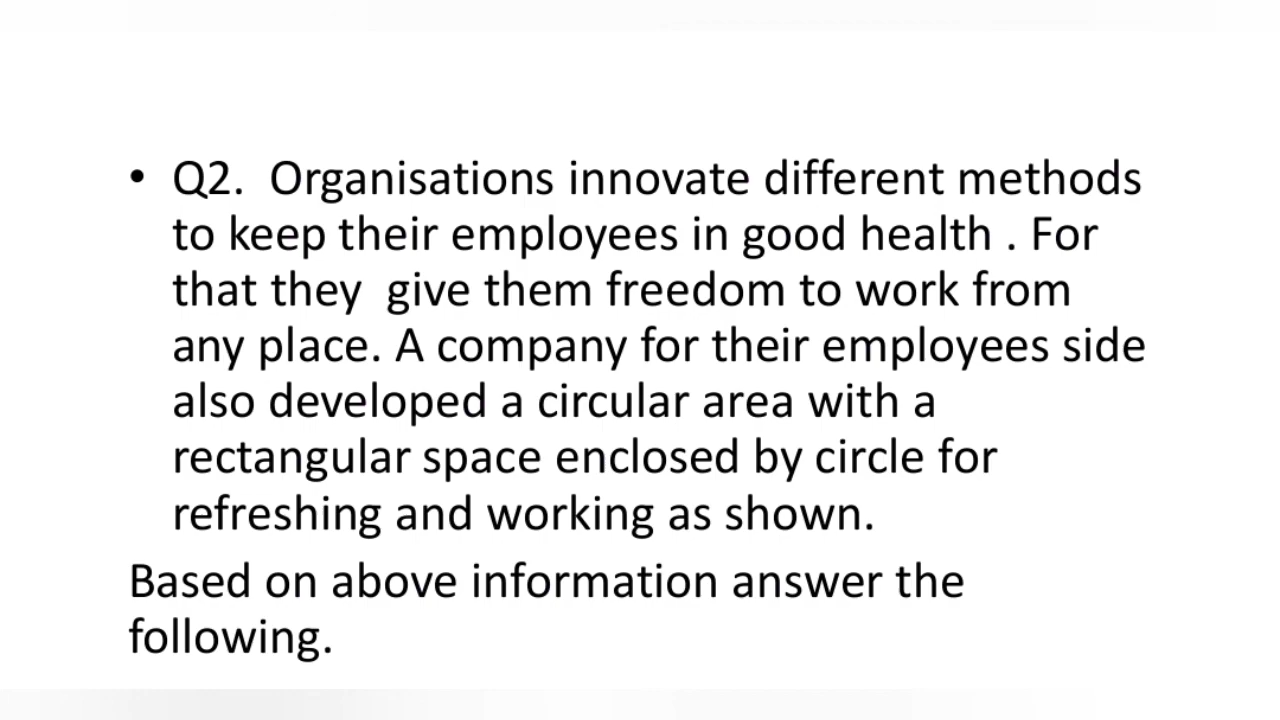 • Q2.  Organisations innovate different methods
to keep their employees in good health . For
that they  give them freedom to work from
any place. A company for their employees side
also developed a circular area with a
rectangular space enclosed by circle for
refreshing and working as shown.
Based on above information answer the
following.